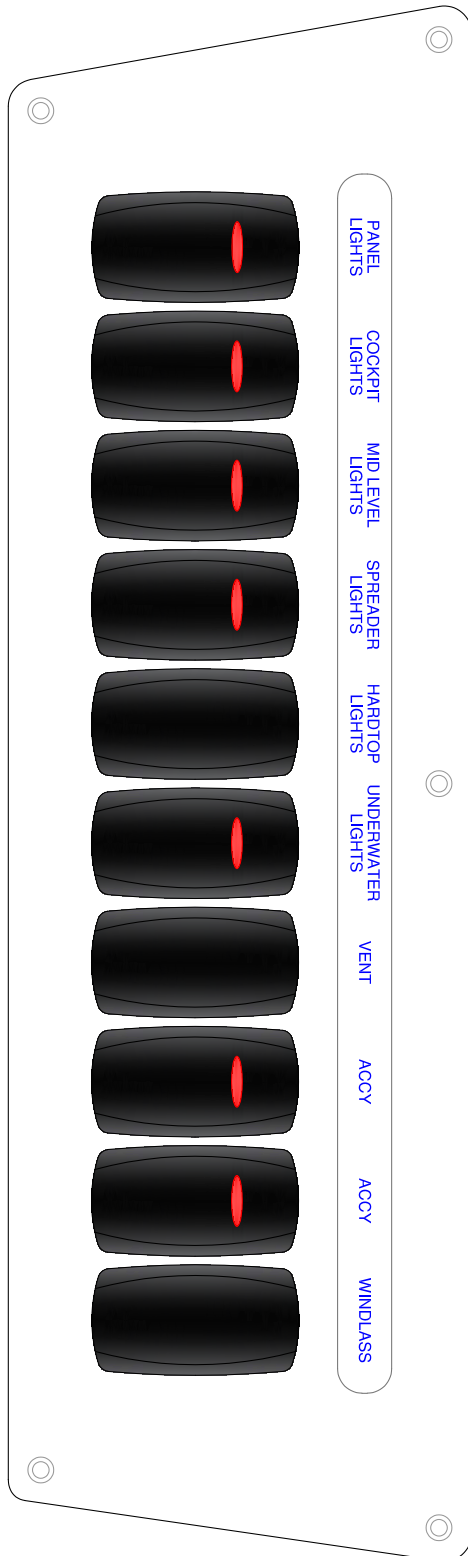 PANEL
LIGHTS
COCKPIT
LIGHTS
MID LEVEL
LIGHTS
SPREADER
LIGHTS
HARDTOP
LIGHTS
UNDERWATER
LIGHTS
VENT
ACCY
ACCY
WINDLASS